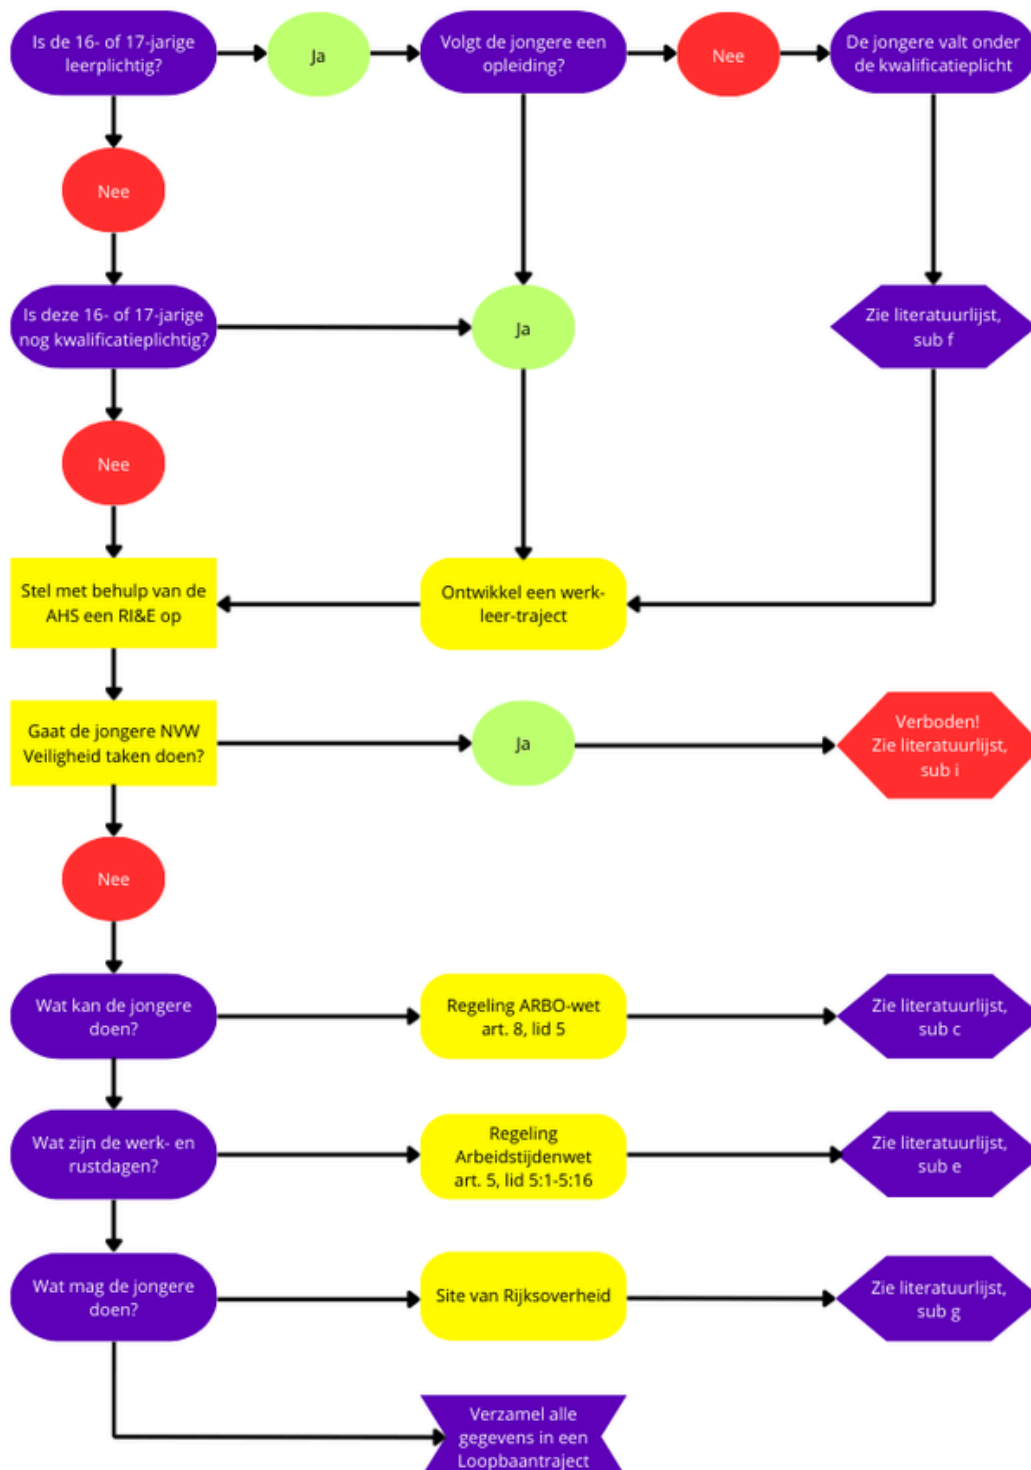 Is de 16- of 17-jarige
leerplichtig?
Ja
Volgt de jongere een
opleiding?
Nee
De jongere valt onder
de kwalificatieplicht
Nee
Is deze 16- of 17-jarige
nog kwalificatieplichtig?
Ja
Zie literatuurlijst,
sub f
Nee
Stel met behulp van de
AHS een RI&E op
Ontwikkel een werk-
leer-traject
Gaat de jongere NVW
Veiligheid taken doen?
Ja
Verboden!
Zie literatuurlijst,
sub i
Nee
Wat kan de jongere
doen?
Regeling ARBO-wet
art. 8, lid 5
Zie literatuurlijst,
sub c
Wat zijn de werk- en
rustdagen?
Regeling
Arbeidstijdenwet
art. 5, lid 5:1-5:16
Zie literatuurlijst,
sub e
Wat mag de jongere
doen?
Site van Rijksoverheid
Zie literatuurlijst,
sub g
Verzamel alle
gegevens in een
Loopbaantraject